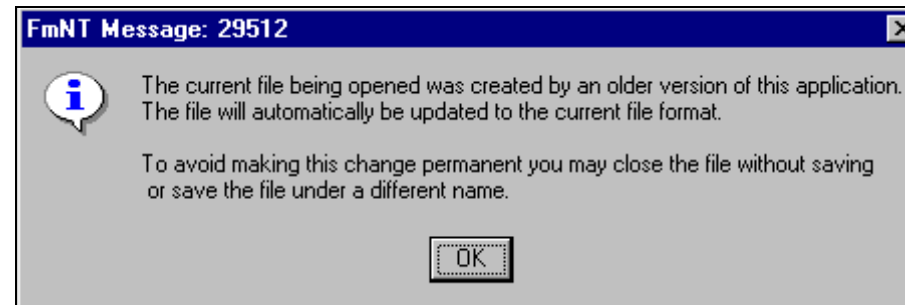 FmNT Message: 29512
The current file being opened was created by an older version of this application.
The file will automatically be updated to the current file format.
To avoid making this change permanent you may close the file without saving
or save the file under a different name.
OK